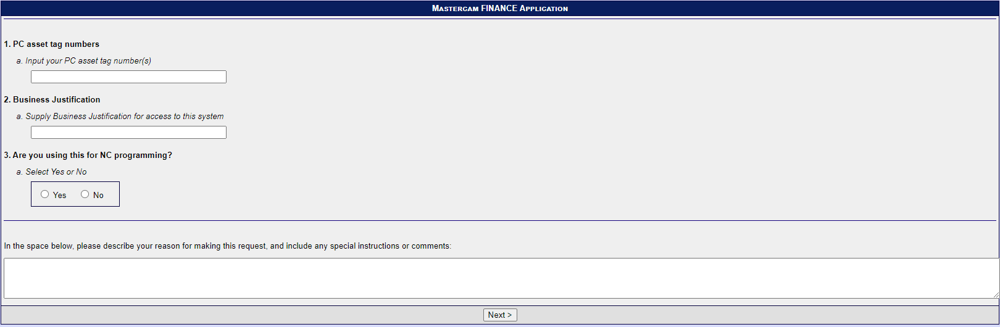 Mastercam FINANCE Application
1. PC asset tag numbers
a. Input your PC asset tag number(s)
2. Business Justification
a. Supply Business Justification for access to this system
3. Are you using this for NC programming?
a. Select Yes or No
Yes No
In the space below, please describe your reason for making this request, and include any special instructions or comments:
Next >